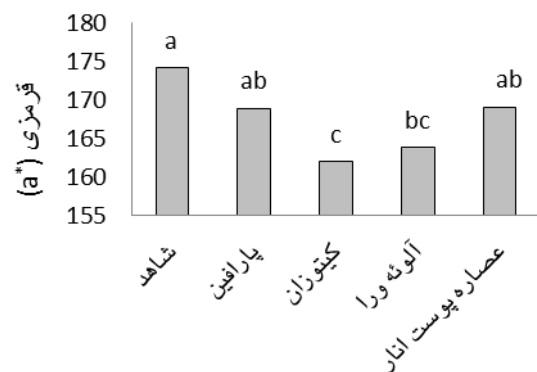 180
175
170
165
160
155
قرمزی (a*)
a
ab
c
bc
ab
شاهد
پارافین
کیتوزان
آلوئه ورا
عصاره پوست انار